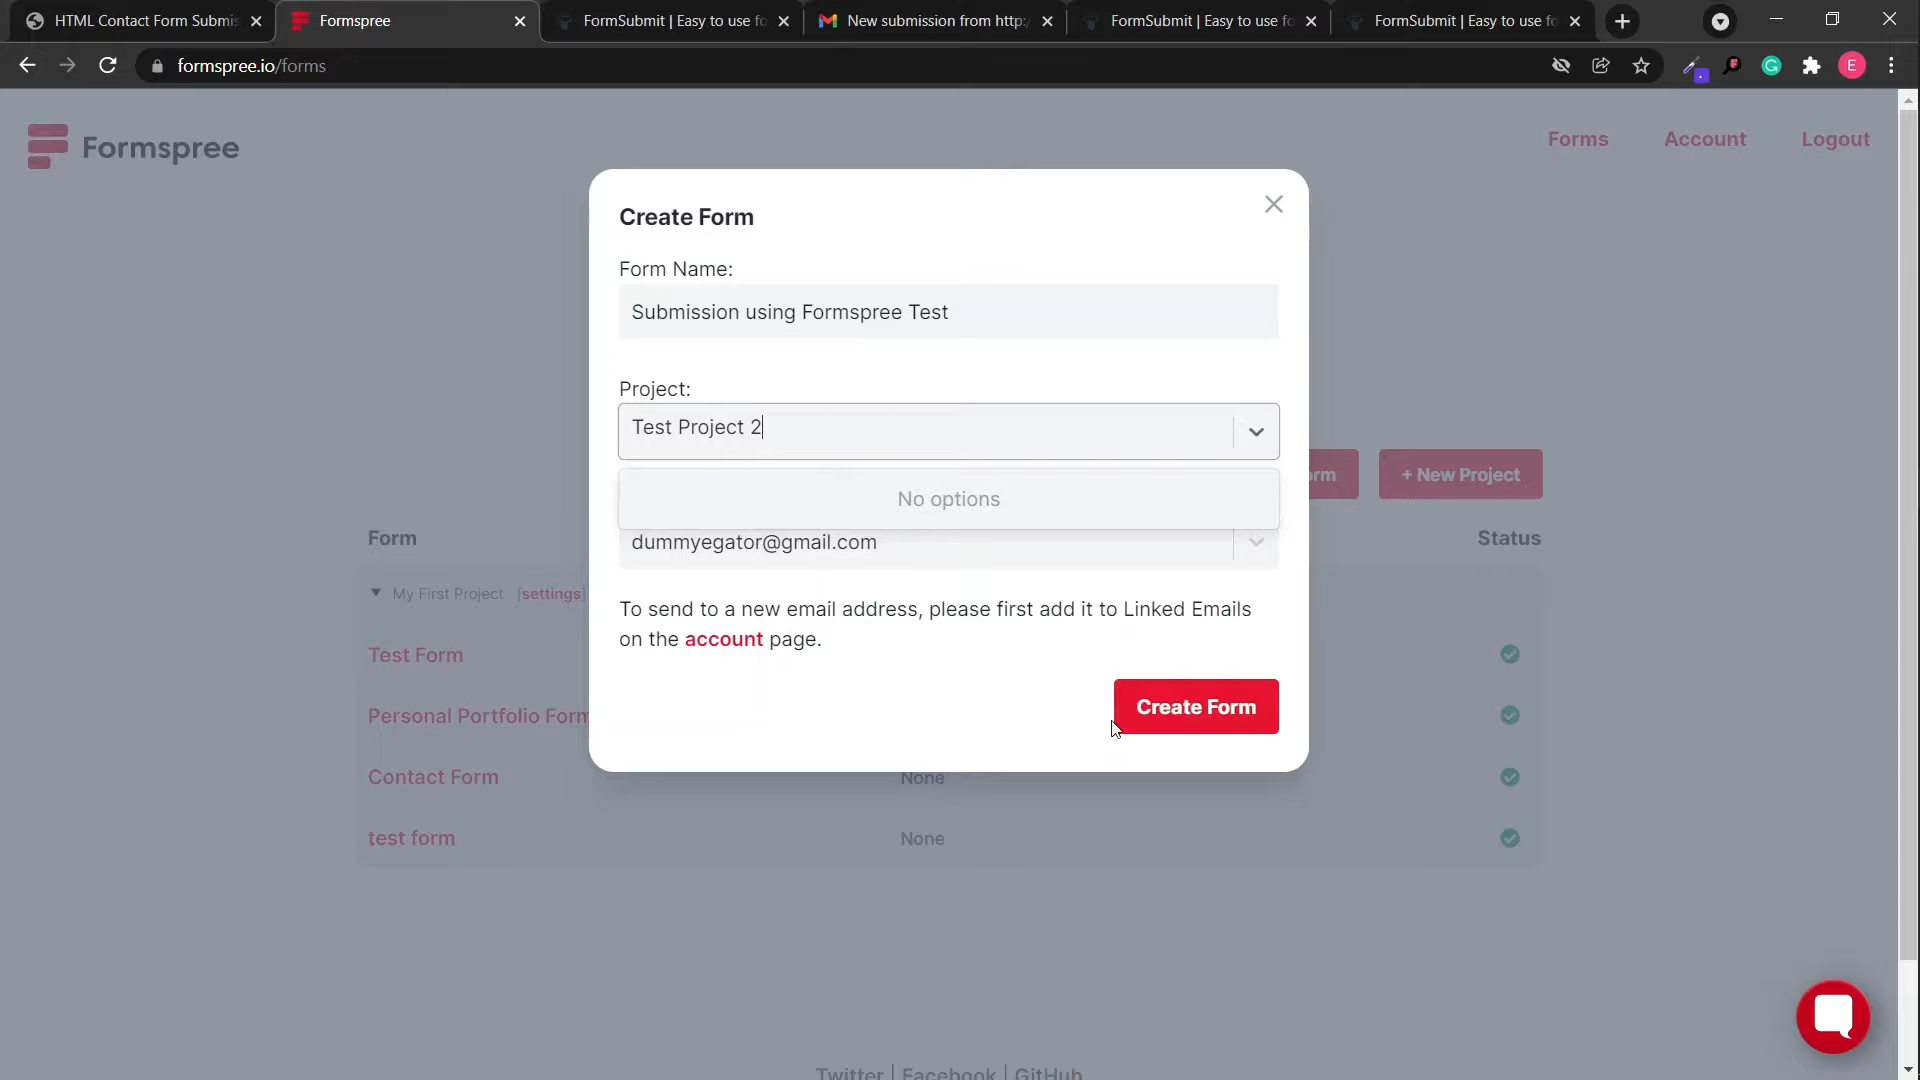 HTML Contact Form Submis
Formspree
FormSubmit | Easy to use fo
New submission from http:/
FormSubmit | Easy to use fo
FormSubmit | Easy to use fo
formspree.io/forms
E
Formspree
Forms
Account
Logout
Create Form
Form Name:
Submission using Formspree Test
Project:
Test Project 2
No options
dummyegator@gmail.com
To send to a new email address, please first add it to Linked Emails
on the account page.
Create Form
orm
+ New Project
Form
Status
My First Project [settings]
Test Form
Personal Portfolio Form
Contact Form
None
test form
None
Twitter | Facebook | GitHub